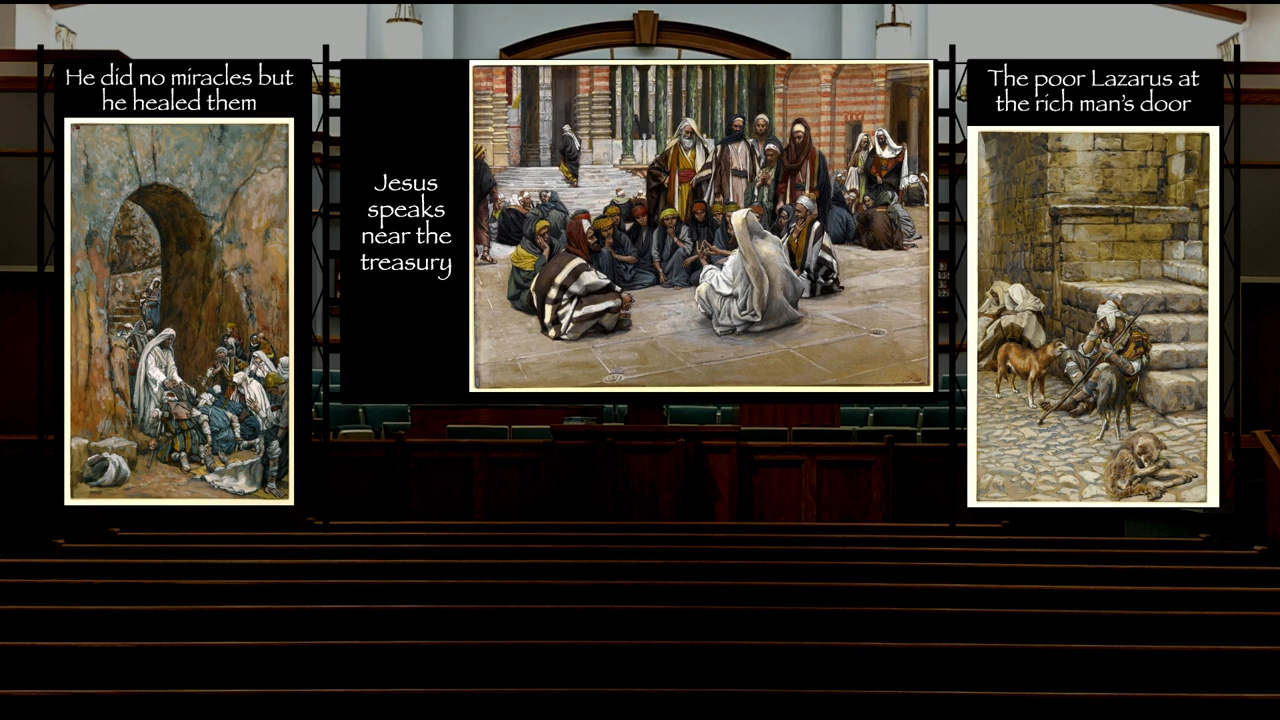 He did no miracles but
he healed them
Jesus
speaks
near the
treasury
The poor Lazarus at
the rich man's door